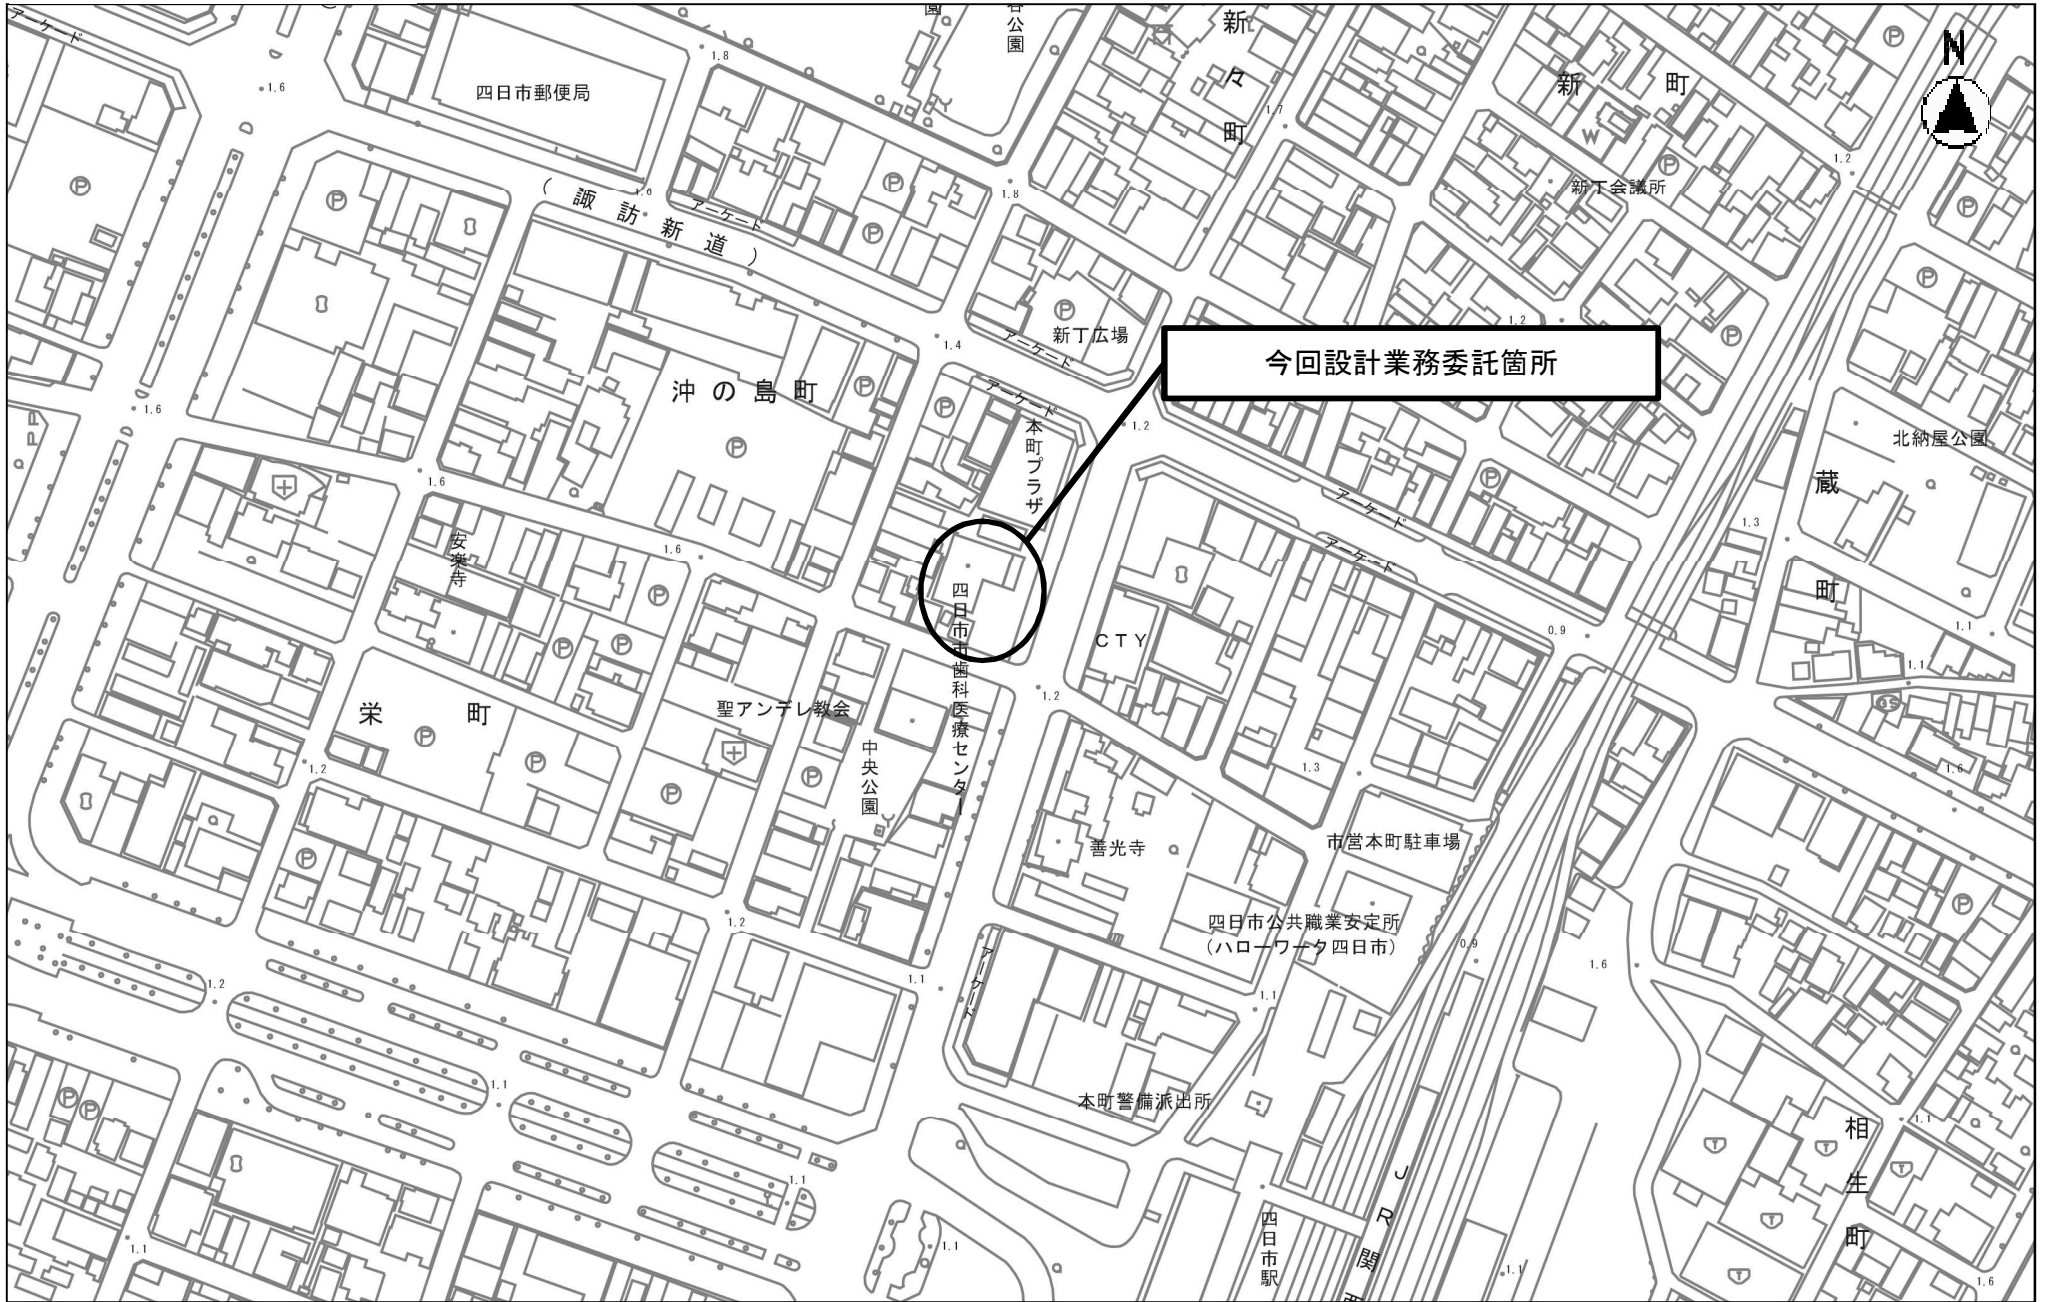 アーケード
谷公園
新々町
N
1.8
1.6
四日市郵便局
新町
1.7
1.2
新丁会議所
1.6
1.8
アーケード
(諏訪新道)
新丁広場
アーケード
1.2
1.4
今回設計業務委託箇所
沖の島町
アーケード
1.6
本町プラザ
1.2
北納屋公園
蔵町
1.6
アーケード
1.3
安楽寺
1.6
アーケード
四日市市歯科医療センター
CTY
0.9
1.1
1.1
1.2
栄町
聖アンデレ教会
中央公園
1.2
1.3
1.6
善光寺
市営本町駐車場
四日市公共職業安定所
(ハローワーク四日市)
1.2
0.9
1.6
アーケード
1.1
1.1
1.2
1.1
本町警備派出所
1.1
相生町
1.1
四日市駅
JR関
1.1
1.1
1.1
1.6